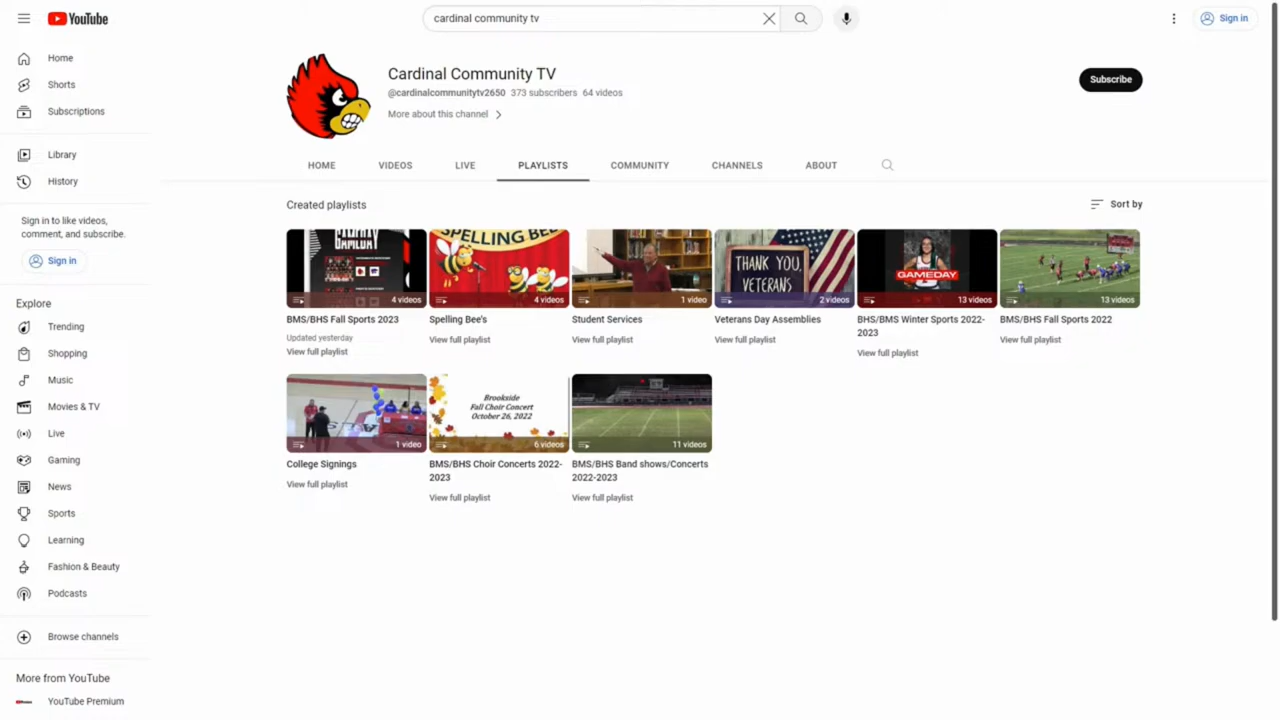 YouTube
cardinal community tv
Sign in
Home
Shorts
Subscriptions
Library
History
Sign in to like videos,
comment, and subscribe.
Sign in
Explore
Trending
Shopping
Music
Movies & TV
Live
Gaming
News
Sports
Learning
Fashion & Beauty
Podcasts
Browse channels
More from YouTube
YouTube Premium
Cardinal Community TV
@cardinalcommunitytv2650 373 subscribers 64 videos
More about this channel
Subscribe
HOME
VIDEOS
LIVE
PLAYLISTS
COMMUNITY
CHANNELS
ABOUT
Created playlists
Sort by
GAMEDAY
4 videos
BMS/BHS Fall Sports 2023
Updated yesterday
View full playlist
SPELLING BEE
4 videos
Spelling Bee's
View full playlist
1 video
Student Services
View full playlist
THANK YOU,
VETERANS
2 videos
Veterans Day Assemblies
View full playlist
GAMEDAY
13 videos
BHS/BMS Winter Sports 2022-
2023
View full playlist
13 videos
BMS/BHS Fall Sports 2022
View full playlist
1 video
College Signings
View full playlist
Brookside
Fall Choir Concert
October 26, 2022
6 videos
BMS/BHS Choir Concerts 2022-
2023
View full playlist
11 videos
BMS/BHS Band shows/Concerts
2022-2023
View full playlist